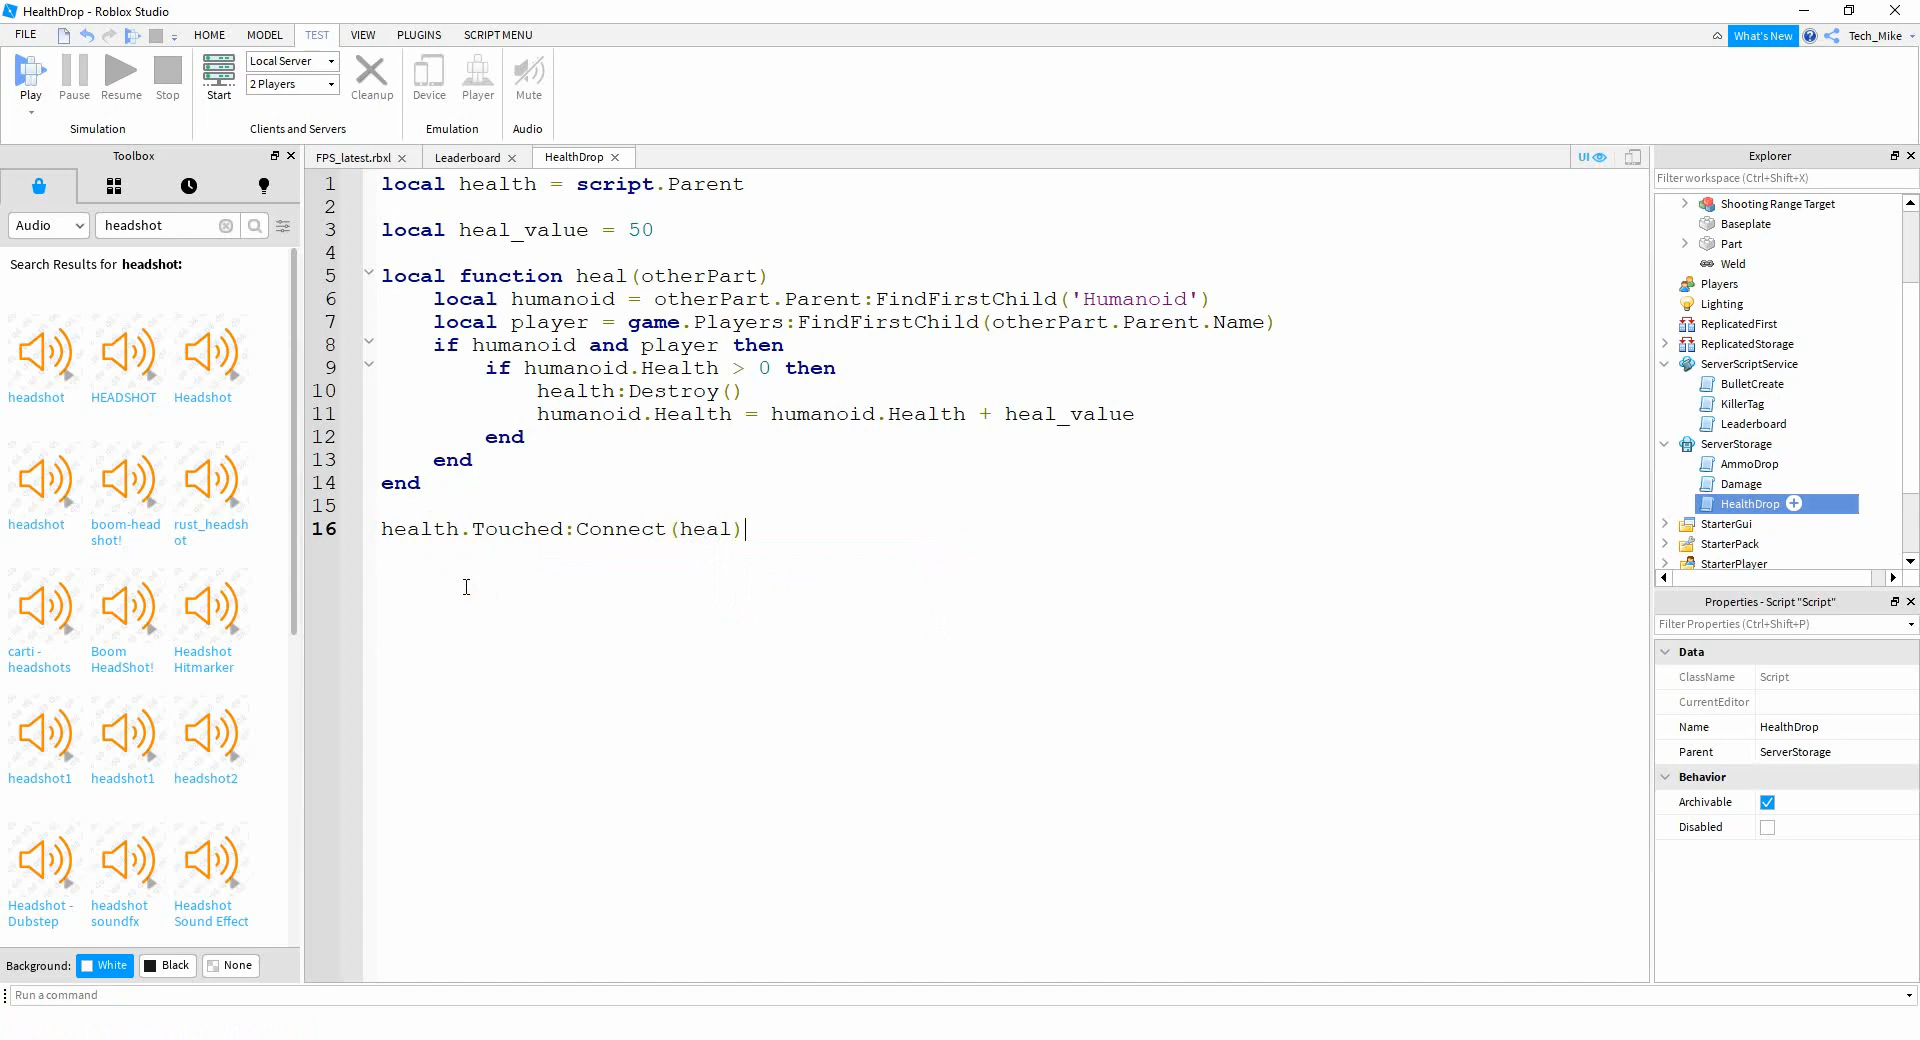 HealthDrop - Roblox Studio
FILE HOME MODEL TEST VIEW PLUGINS SCRIPT MENU What's New Tech_Mike
Play Pause Resume Stop
Simulation
Start
Local Server
2 Players
Cleanup
Clients and Servers
Device Player
Emulation
Mute
Audio
Toolbox
Audio headshot
Search Results for headshot:
headshot HEADSHOT Headshot
headshot boom-head rust_headsh
shot! ot
carti - Boom Headshot
headshots HeadShot! Hitmarker
headshot1 headshot1 headshot2
Headshot - headshot Headshot
Dubstep soundfx Sound Effect
Background: White Black None
Run a command
FPS_latest.rbxl Leaderboard HealthDrop UI
1 local health = script.Parent
2
3 local heal_value = 50
4
5 local function heal(otherPart)
6 local humanoid = otherPart.Parent:FindFirstChild('Humanoid')
7 local player = game.Players:FindFirstChild(otherPart.Parent.Name)
8 if humanoid and player then
9 if humanoid.Health > 0 then
10 health:Destroy()
11 humanoid.Health = humanoid.Health + heal_value
12 end
13 end
14 end
15
16 health.Touched:Connect(heal)
Explorer
Filter workspace (Ctrl+Shift+X)
Shooting Range Target
Baseplate
Part
Weld
Players
Lighting
ReplicatedFirst
ReplicatedStorage
ServerScriptService
BulletCreate
KillerTag
Leaderboard
ServerStorage
AmmoDrop
Damage
HealthDrop
StarterGui
StarterPack
StarterPlayer
Properties - Script "Script"
Filter Properties (Ctrl+Shift+P)
Data
ClassName Script
CurrentEditor
Name HealthDrop
Parent ServerStorage
Behavior
Archivable
Disabled